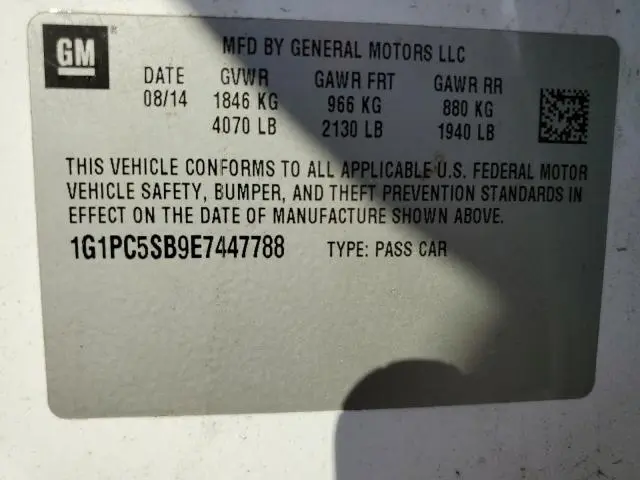 GM®
MFD BY GENERAL MOTORS LLC
DATE GVWR GAWR FRT GAWR RR
08/14 1846 KG 966 KG 880 KG
4070 LB 2130 LB 1940 LB
THIS VEHICLE CONFORMS TO ALL APPLICABLE U.S. FEDERAL MOTOR
VEHICLE SAFETY, BUMPER, AND THEFT PREVENTION STANDARDS IN
EFFECT ON THE DATE OF MANUFACTURE SHOWN ABOVE.
1G1PC5SB9E7447788 TYPE: PASS CAR